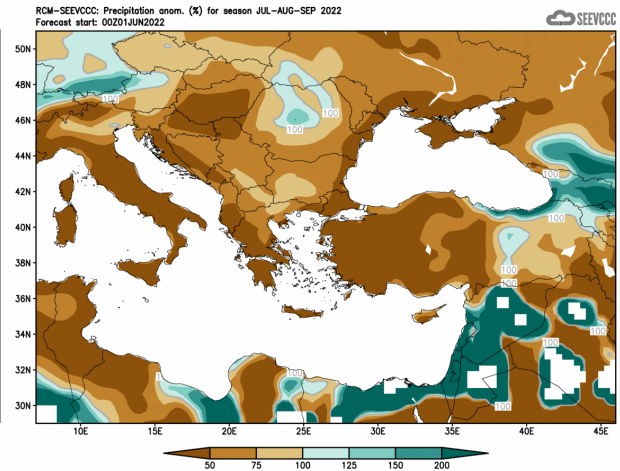 RCM-SEEVCCC: Precipitation anom. (%) for season JUL-AUG-SEP 2022
Forecast start: 00Z01JUN2022
SEEVCCC
50N
48N
46N
44N
42N
40N
38N
36N
34N
32N
30N
100
100
100
100
100
100
100
100
100
100
100
100
10E
15E
20E
25E
30E
35E
40E
45E
50
75
100
125
150
200